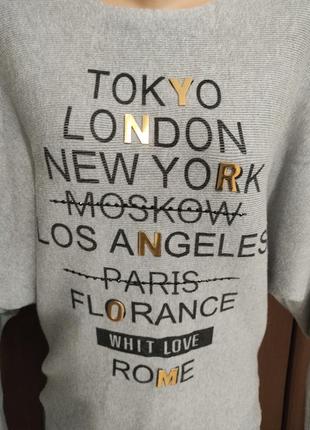 TOKYO
LONDON
NEW YORK
MOSKOW
LOS ANGELES
PARIS
FLORANCE
WHIT LOVE
ROME